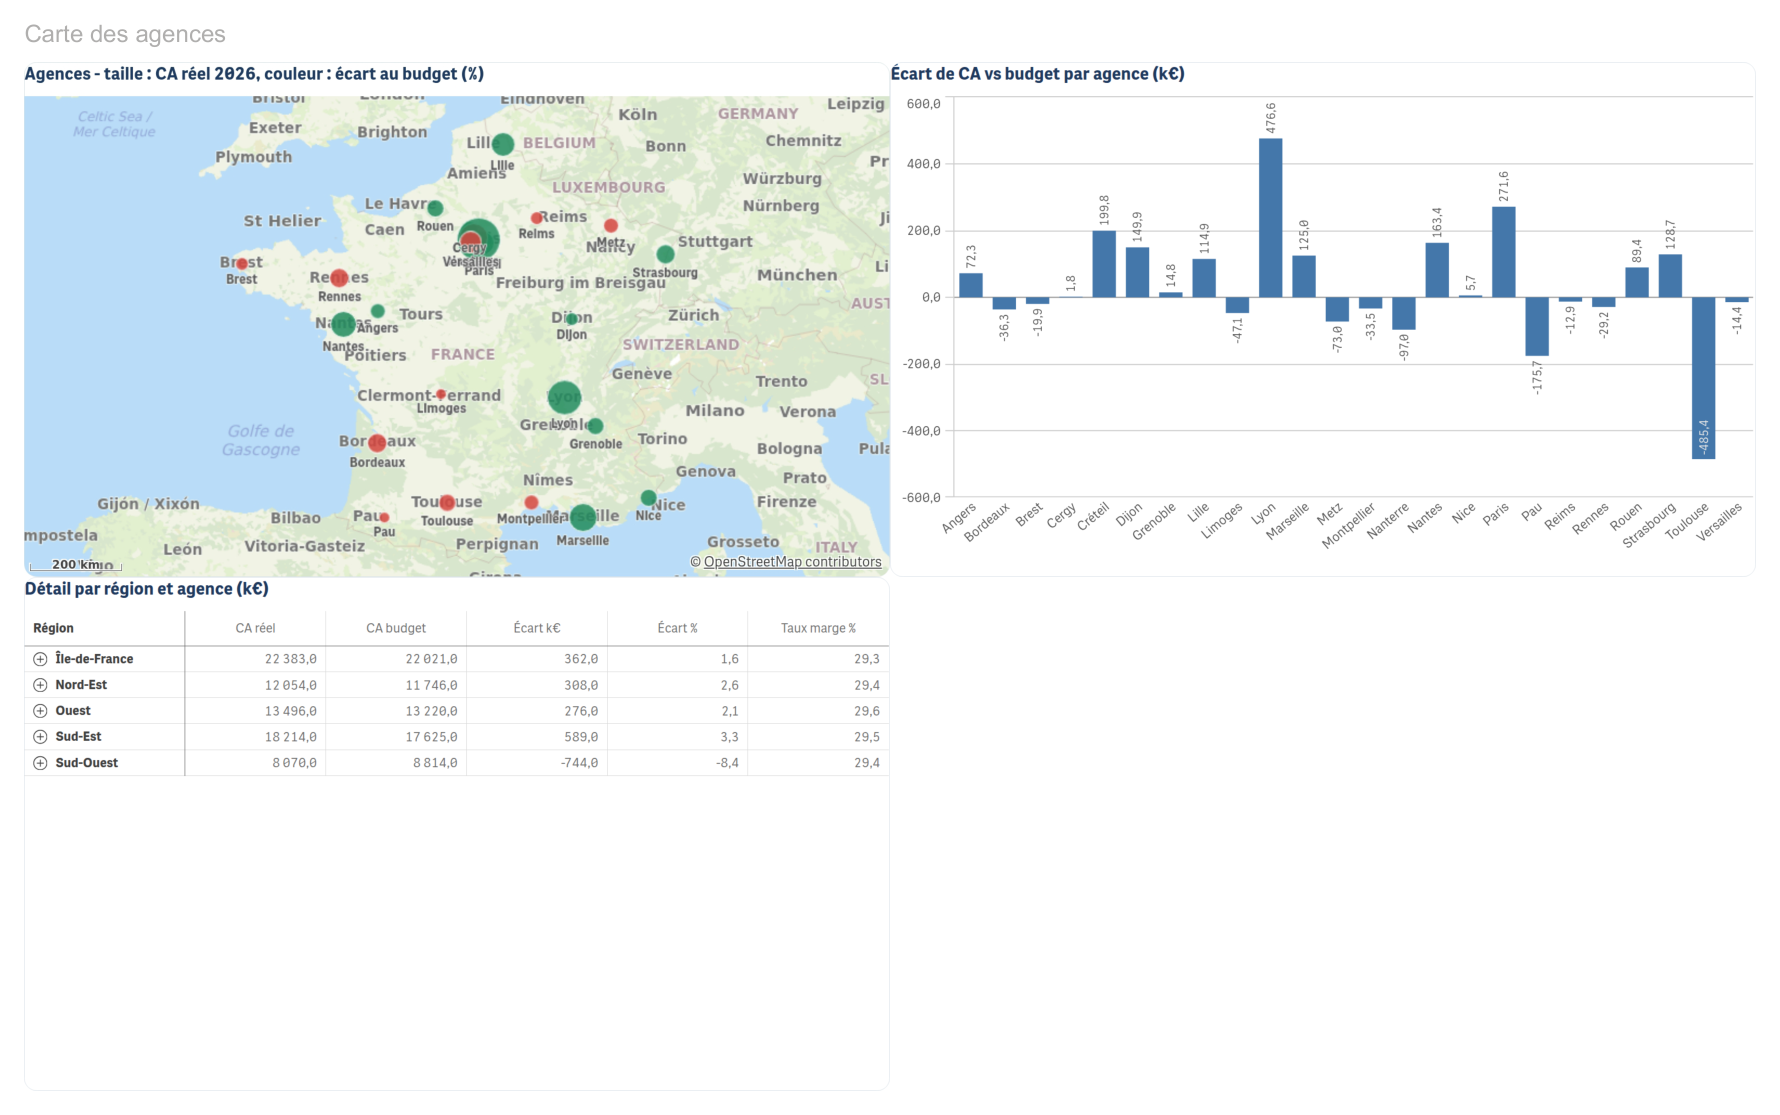 Carte des agences
Agences - taille : CA réel 2026, couleur : écart au budget (%)
Celtic Sea /
Mer Celtique
Bristol
London
Eindhoven
Leipzig
Exeter
Brighton
Köln
GERMANY
Plymouth
Lille
BELGIUM
Bonn
Chemnitz
Lille
Amiens
LUXEMBOURG
Würzburg
Le Havre
Nürnberg
St Helier
Caen
Rouen
Reims
Reims
Metz
Nancy
Stuttgart
Cergy
Versailles
Paris
Strasbourg
Brest
Brest
Rennes
Rennes
Freiburg im Breisgau
München
Nantes
Angers
Tours
Dijon
Dijon
Zürich
Nantes
Poitiers
FRANCE
SWITZERLAND
Genève
Trento
Clermont-Ferrand
Limoges
Lyon
Lyon
Milano
Verona
Grenoble
Grenoble
Torino
Golfe de
Gascogne
Bordeaux
Bordeaux
Bologna
Genova
Nîmes
Prato
Gijón / Xixón
Toulouse
Toulouse
Montpellier
Marseille
Marseille
Nice
Nice
Firenze
Bilbao
Pau
Pau
mpostela
León
Vitoria-Gasteiz
Perpignan
Grosseto
ITALY
200 km
© OpenStreetMap contributors
Écart de CA vs budget par agence (k€)
600,0
400,0
200,0
0,0
-200,0
-400,0
-600,0
72,3
-36,3
-19,9
1,8
199,8
149,9
14,8
114,9
-47,1
476,6
125,0
-73,0
-33,5
-97,0
163,4
5,7
271,6
-175,7
-12,9
-29,2
89,4
128,7
-485,4
-14,4
Angers
Bordeaux
Brest
Cergy
Créteil
Dijon
Grenoble
Lille
Limoges
Lyon
Marseille
Metz
Montpellier
Nanterre
Nantes
Nice
Paris
Pau
Reims
Rennes
Rouen
Strasbourg
Toulouse
Versailles
Détail par région et agence (k€)
Région CA réel CA budget Écart k€ Écart % Taux marge %
Île-de-France 22 383,0 22 021,0 362,0 1,6 29,3
Nord-Est 12 054,0 11 746,0 308,0 2,6 29,4
Ouest 13 496,0 13 220,0 276,0 2,1 29,6
Sud-Est 18 214,0 17 625,0 589,0 3,3 29,5
Sud-Ouest 8 070,0 8 814,0 -744,0 -8,4 29,4